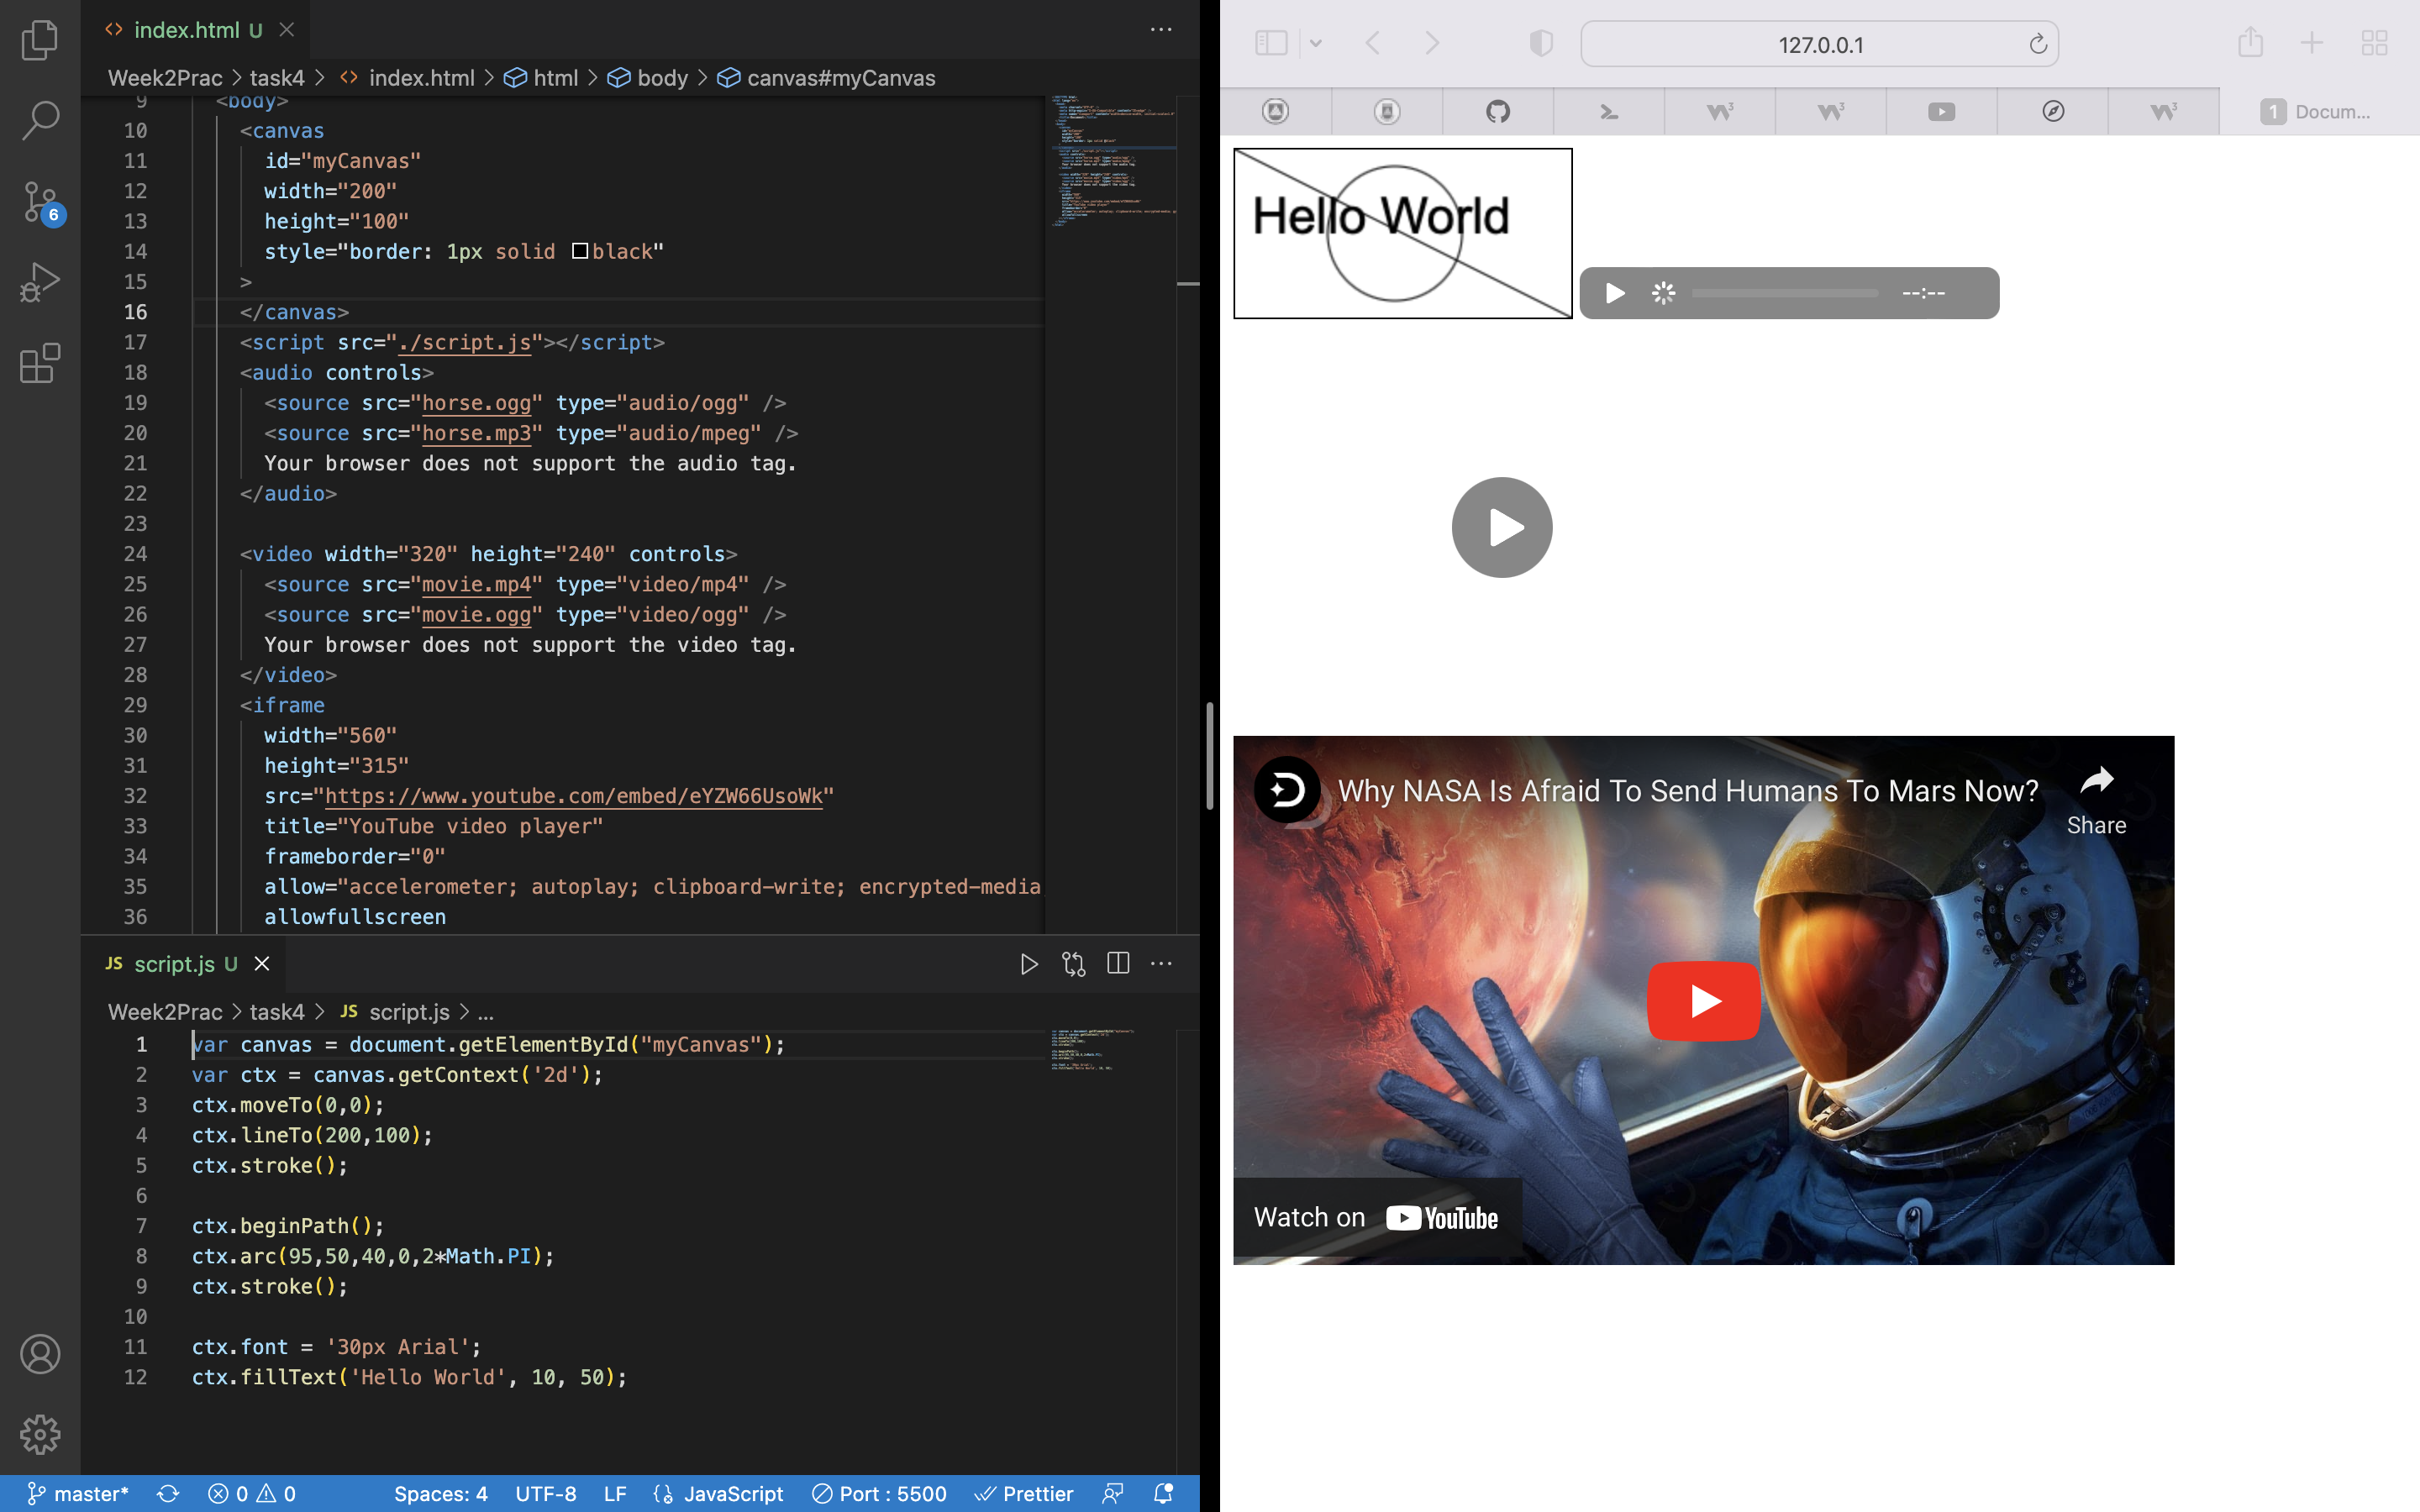 index.html U
Week2Prac > task4 > index.html > html > body > canvas#myCanvas
9 <body>
10 <canvas
11 id="myCanvas"
12 width="200"
13 height="100"
14 style="border: 1px solid black"
15 >
16 </canvas>
17 <script src="./script.js"></script>
18 <audio controls>
19 <source src="horse.ogg" type="audio/ogg" />
20 <source src="horse.mp3" type="audio/mpeg" />
21 Your browser does not support the audio tag.
22 </audio>
23
24 <video width="320" height="240" controls>
25 <source src="movie.mp4" type="video/mp4" />
26 <source src="movie.ogg" type="video/ogg" />
27 Your browser does not support the video tag.
28 </video>
29 <iframe
30 width="560"
31 height="315"
32 src="https://www.youtube.com/embed/eYZW66UsoWk"
33 title="YouTube video player"
34 frameborder="0"
35 allow="accelerometer; autoplay; clipboard-write; encrypted-media
36 allowfullscreen
6
JS script.js U
Week2Prac > task4 > JS script.js > ...
1 var canvas = document.getElementById("myCanvas");
2 var ctx = canvas.getContext('2d');
3 ctx.moveTo(0,0);
4 ctx.lineTo(200,100);
5 ctx.stroke();
6
7 ctx.beginPath();
8 ctx.arc(95,50,40,0,2*Math.PI);
9 ctx.stroke();
10
11 ctx.font = '30px Arial';
12 ctx.fillText('Hello World', 10, 50);
master* 0 0 Spaces: 4 UTF-8 LF JavaScript Port : 5500 Prettier
127.0.0.1
1 Docum...
Hello World
--:--
Why NASA Is Afraid To Send Humans To Mars Now?
Share
Watch on YouTube